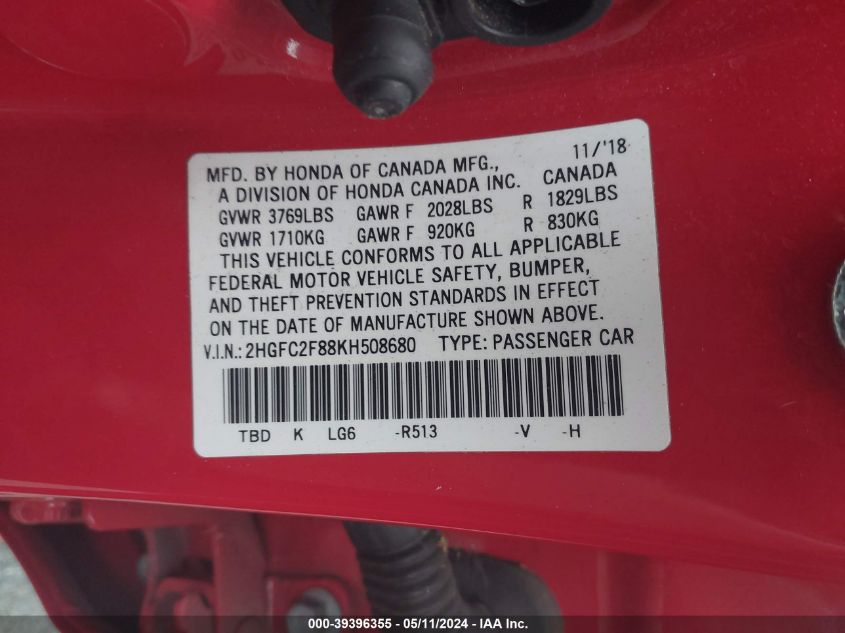 11/'18
MFD. BY HONDA OF CANADA MFG.,
A DIVISION OF HONDA CANADA INC. CANADA
GVWR 3769LBS GAWR F 2028LBS R 1829LBS
GVWR 1710KG GAWR F 920KG R 830KG
THIS VEHICLE CONFORMS TO ALL APPLICABLE
FEDERAL MOTOR VEHICLE SAFETY, BUMPER,
AND THEFT PREVENTION STANDARDS IN EFFECT
ON THE DATE OF MANUFACTURE SHOWN ABOVE.
V.I.N.: 2HGFC2F88KH508680 TYPE: PASSENGER CAR
TBD K LG6 -R513 -V -H
000-39396355 - 05/11/2024 - IAA Inc.